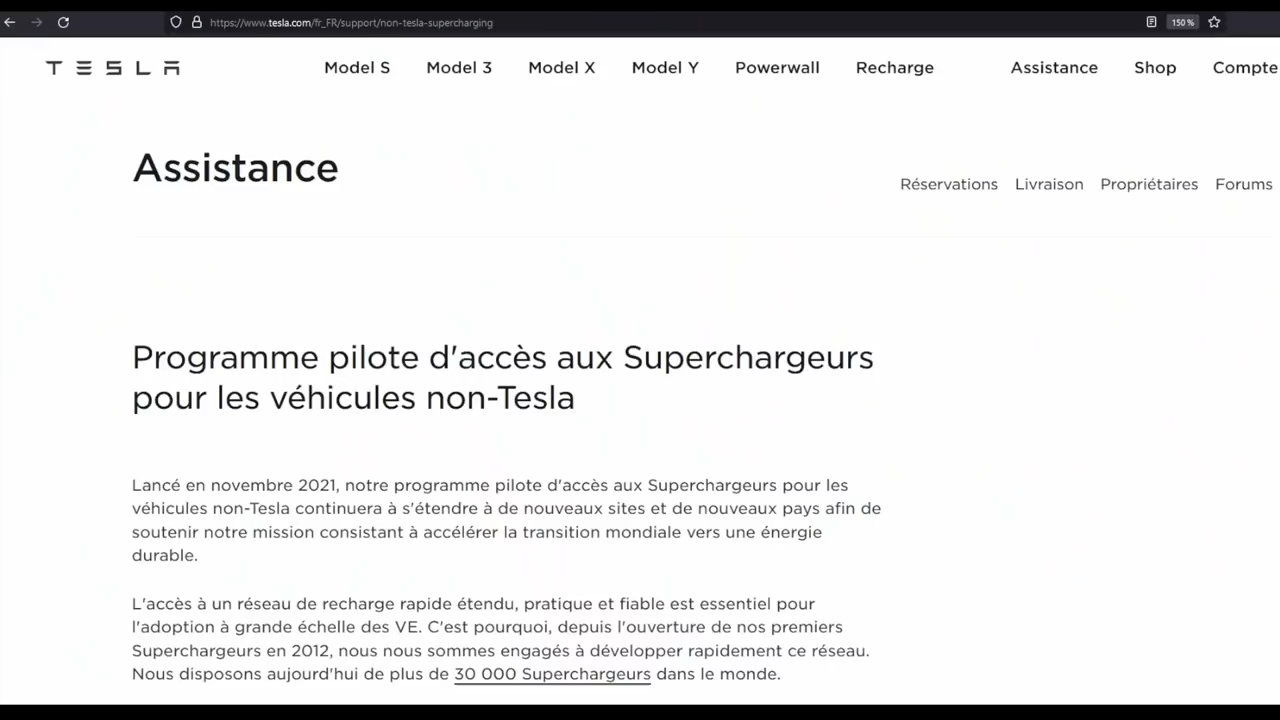 https://www.tesla.com/fr_FR/support/non-tesla-supercharging 150 %
TESLA Model S Model 3 Model X Model Y Powerwall Recharge Assistance Shop Compte
Assistance
Réservations Livraison Propriétaires Forums
Programme pilote d'accès aux Superchargeurs
pour les véhicules non-Tesla
Lancé en novembre 2021, notre programme pilote d'accès aux Superchargeurs pour les
véhicules non-Tesla continuera à s'étendre à de nouveaux sites et de nouveaux pays afin de
soutenir notre mission consistant à accélérer la transition mondiale vers une énergie
durable.
L'accès à un réseau de recharge rapide étendu, pratique et fiable est essentiel pour
l'adoption à grande échelle des VE. C'est pourquoi, depuis l'ouverture de nos premiers
Superchargeurs en 2012, nous nous sommes engagés à développer rapidement ce réseau.
Nous disposons aujourd'hui de plus de 30 000 Superchargeurs dans le monde.